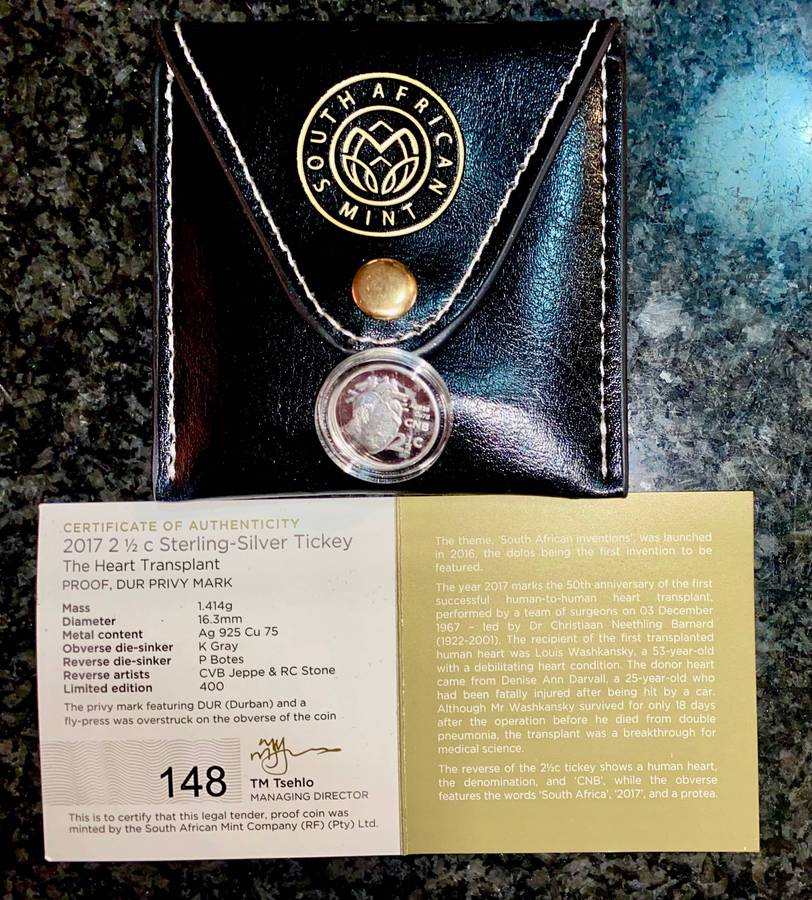 SOUTH AFRICAN
MINT
CNB
2½ C
CERTIFICATE OF AUTHENTICITY
2017 2 ½ c Sterling-Silver Tickey
The Heart Transplant
PROOF, DUR PRIVY MARK
Mass 1.414g
Diameter 16.3mm
Metal content Ag 925 Cu 75
Obverse die-sinker K Gray
Reverse die-sinker P Botes
Reverse artists CVB Jeppe & RC Stone
Limited edition 400
The privy mark featuring DUR (Durban) and a
fly-press was overstruck on the obverse of the coin
148
TM Tsehlo
MANAGING DIRECTOR
This is to certify that this legal tender, proof coin was
minted by the South African Mint Company (RF) (Pty) Ltd.
The theme, 'South African inventions', was launched
in 2016, the dolos being the first invention to be
featured.
The year 2017 marks the 50th anniversary of the first
successful human-to-human heart transplant,
performed by a team of surgeons on 03 December
1967 – led by Dr Christiaan Neethling Barnard
(1922-2001). The recipient of the first transplanted
human heart was Louis Washkansky, a 53-year-old
with a debilitating heart condition. The donor heart
came from Denise Ann Darvall, a 25-year-old who
had been fatally injured after being hit by a car.
Although Mr Washkansky survived for only 18 days
after the operation before he died from double
pneumonia, the transplant was a breakthrough for
medical science.
The reverse of the 2½c tickey shows a human heart,
the denomination, and 'CNB', while the obverse
features the words 'South Africa', '2017', and a protea.